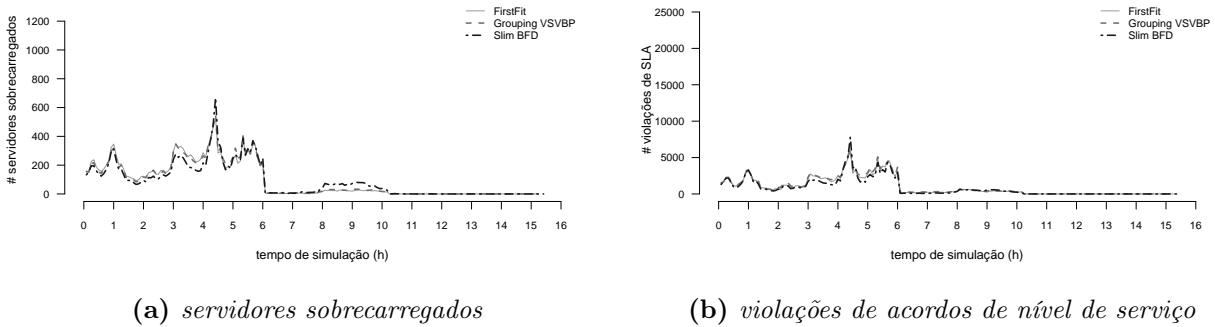 FirstFit
Grouping VSVBP
Slim BFD
# servidores sobrecarregados
1200
1000
800
600
400
200
0
0 1 2 3 4 5 6 7 8 9 10 11 12 13 14 15 16
tempo de simulação (h)
(a) servidores sobrecarregados
FirstFit
Grouping VSVBP
Slim BFD
# violações de SLA
25000
20000
15000
10000
5000
0
0 1 2 3 4 5 6 7 8 9 10 11 12 13 14 15 16
tempo de simulação (h)
(b) violações de acordos de nível de serviço